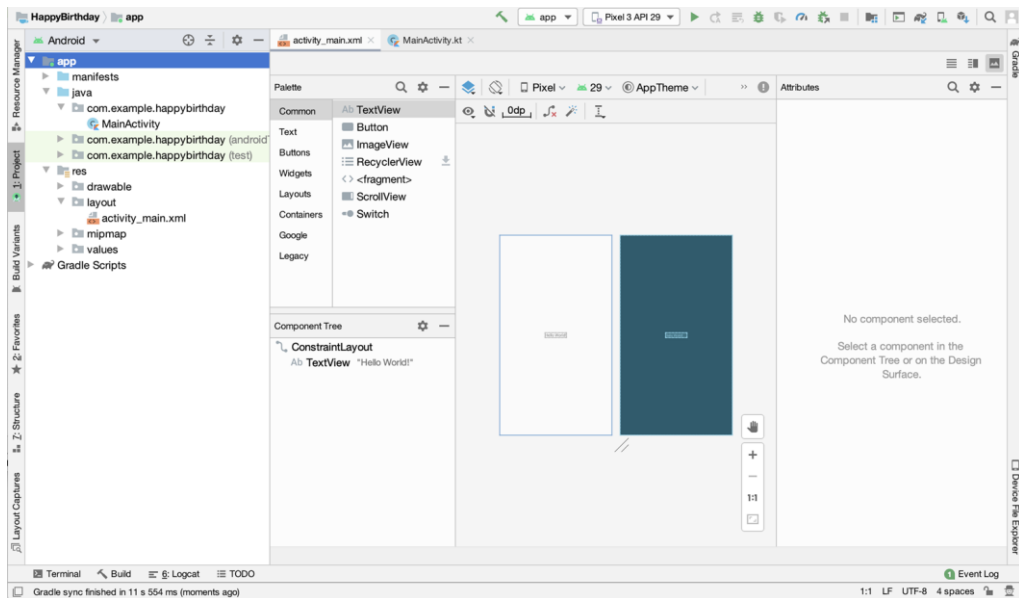 HappyBirthday app
app Pixel 3 API 29
Android
activity_main.xml MainActivity.kt
Resource Manager
1: Project
Build Variants
2: Favorites
Z: Structure
Layout Captures
app
manifests
java
com.example.happybirthday
MainActivity
com.example.happybirthday (android
com.example.happybirthday (test)
res
drawable
layout
activity_main.xml
mipmap
values
Gradle Scripts
Palette
Common
Text
Buttons
Widgets
Layouts
Containers
Google
Legacy
Ab TextView
Button
ImageView
RecyclerView
<fragment>
ScrollView
Switch
Component Tree
ConstraintLayout
Ab TextView "Hello World!"
Pixel 29 AppTheme
0dp
1:1
Attributes
No component selected.
Select a component in the
Component Tree or on the Design
Surface.
Gradle
Device File Explorer
Terminal Build 6: Logcat TODO
1 Event Log
Gradle sync finished in 11 s 554 ms (moments ago)
1:1 LF UTF-8 4 spaces